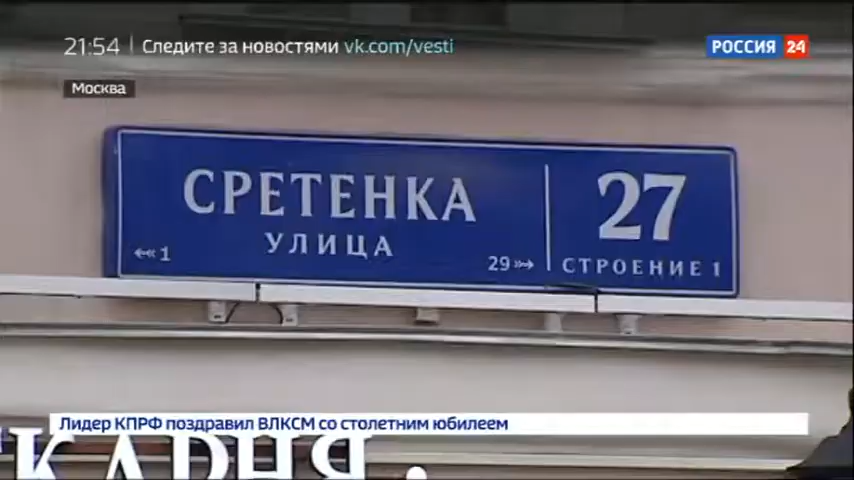 21:54 Следите за новостями vk.com/vesti
РОССИЯ 24
Москва
СРЕТЕНКА
УЛИЦА
1
29
27
СТРОЕНИЕ 1
Лидер КПРФ поздравил ВЛКСМ со столетним юбилеем